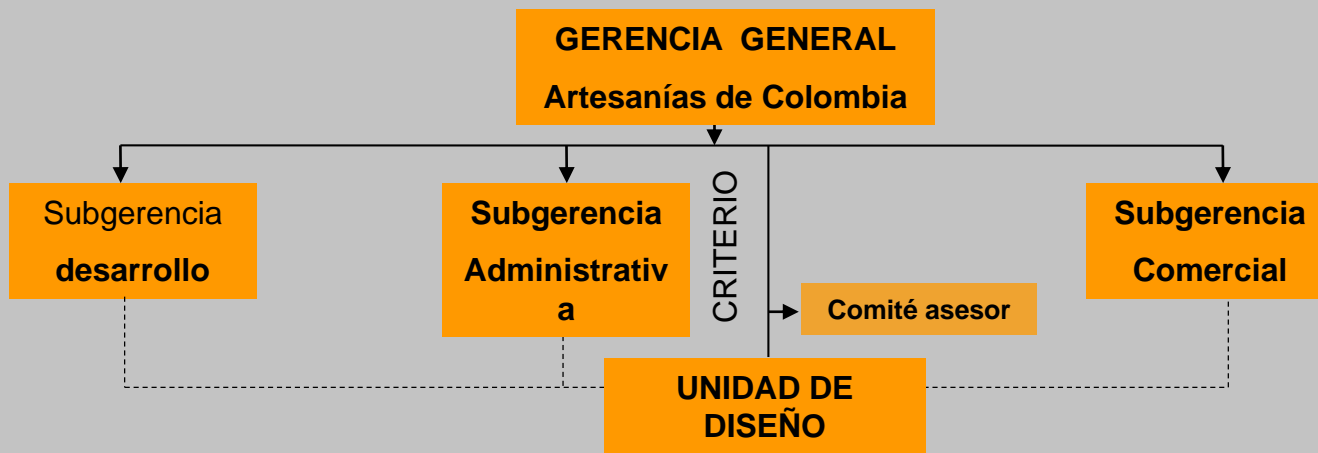 GERENCIA GENERAL
Artesanías de Colombia
Subgerencia
desarrollo
Subgerencia
Administrativ
a
CRITERIO
Subgerencia
Comercial
Comité asesor
UNIDAD DE
DISEÑO